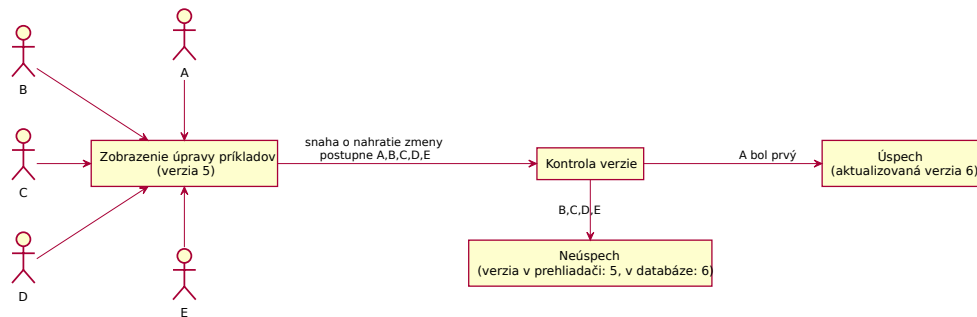 A
B
C
D
E
Zobrazenie úpravy príkladov
(verzia 5)
snaha o nahratie zmeny
postupne A,B,C,D,E
Kontrola verzie
A bol prvý
Úspech
(aktualizovaná verzia 6)
B,C,D,E
Neúspech
(verzia v prehliadači: 5, v databáze: 6)